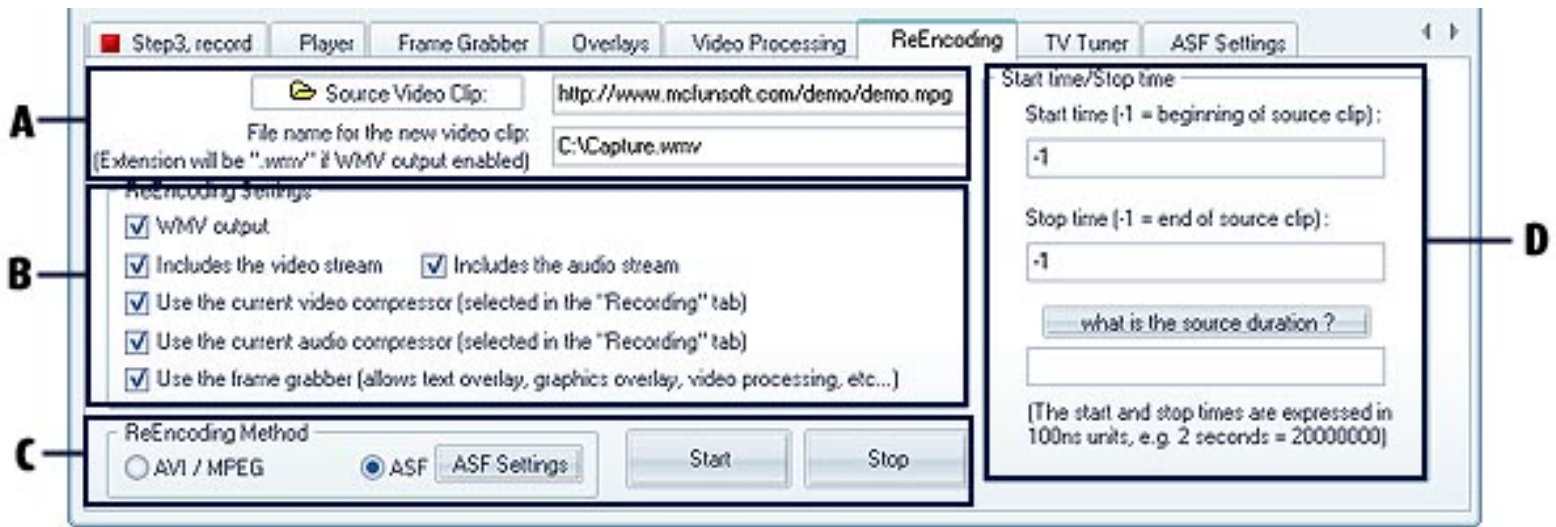 Step3, record Player Frame Grabber Overlays Video Processing ReEncoding TV Tuner ASF Settings
A
Source Video Clip: http://www.mcfunsoft.com/demo/demo.mpg
File name for the new video clip:
(Extension will be ".wmv" if WMV output enabled)
C:\Capture.wmv
B
ReEncoding Settings
WMV output
Includes the video stream Includes the audio stream
Use the current video compressor (selected in the "Recording" tab)
Use the current audio compressor (selected in the "Recording" tab)
Use the frame grabber (allows text overlay, graphics overlay, video processing, etc...)
C
ReEncoding Method
AVI / MPEG ASF ASF Settings Start Stop
D
Start time/Stop time
Start time (-1 = beginning of source clip) :
-1
Stop time (-1 = end of source clip) :
-1
what is the source duration ?
(The start and stop times are expressed in
100ns units, e.g. 2 seconds = 20000000)